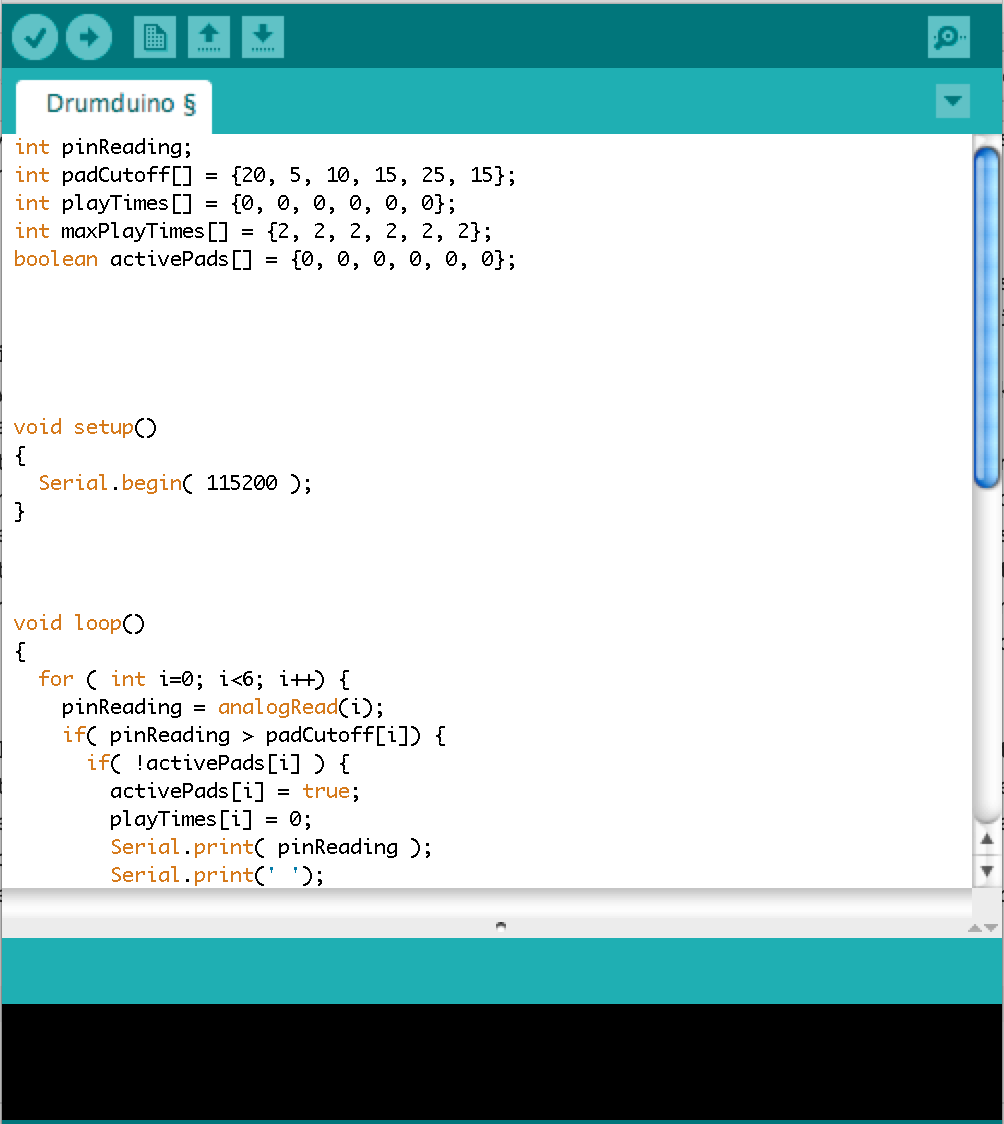 Drumduino §
int pinReading;
int padCutoff[] = {20, 5, 10, 15, 25, 15};
int playTimes[] = {0, 0, 0, 0, 0, 0};
int maxPlayTimes[] = {2, 2, 2, 2, 2, 2};
boolean activePads[] = {0, 0, 0, 0, 0, 0};
void setup()
{
  Serial.begin( 115200 );
}
void loop()
{
  for ( int i=0; i<6; i++) {
    pinReading = analogRead(i);
    if( pinReading > padCutoff[i]) {
      if( !activePads[i] ) {
        activePads[i] = true;
        playTimes[i] = 0;
        Serial.print( pinReading );
        Serial.print(' ');